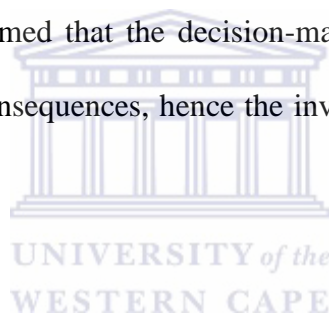 med that the decision-ma
nsequences, hence the inv
UNIVERSITY of the
WESTERN CAPE